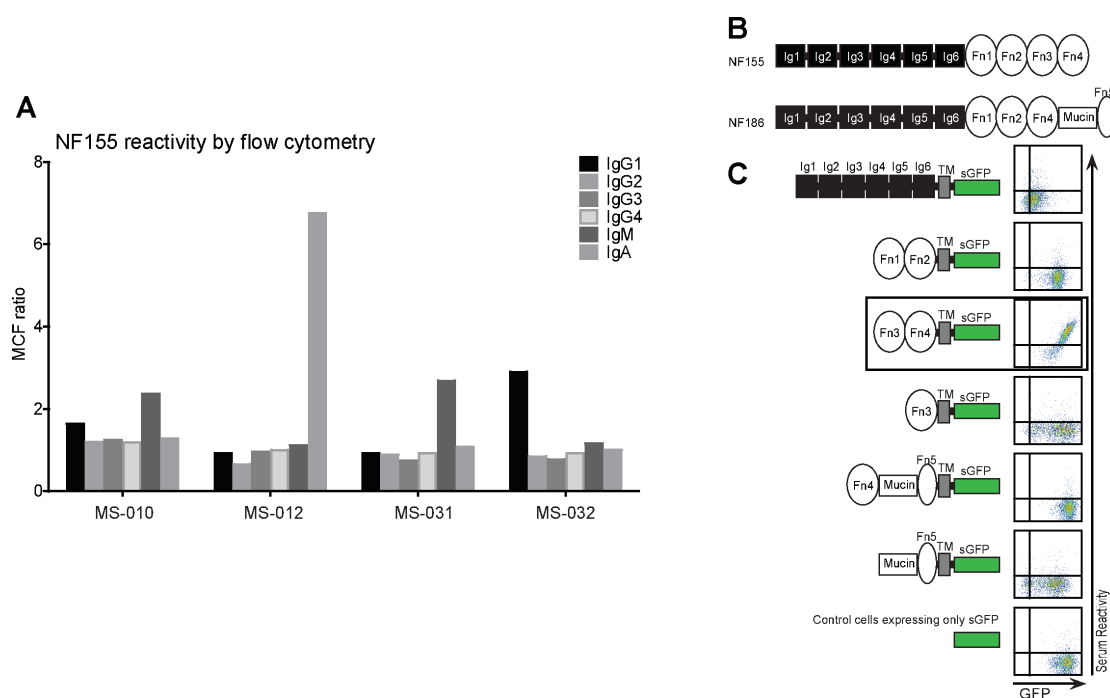 A
NF155 reactivity by flow cytometry
8
6
4
2
0
MCF ratio
IgG1
IgG2
IgG3
IgG4
IgM
IgA
MS-010 MS-012 MS-031 MS-032
B
NF155 Ig1 Ig2 Ig3 Ig4 Ig5 Ig6 Fn1 Fn2 Fn3 Fn4
Fn5
NF186 Ig1 Ig2 Ig3 Ig4 Ig5 Ig6 Fn1 Fn2 Fn4 Mucin
C
Ig1 Ig2 Ig3 Ig4 Ig5 Ig6 TM sGFP
TM sGFP
Fn1 Fn2
TM sGFP
Fn3 Fn4
TM sGFP
Fn3
Fn5 TM sGFP
Fn4 Mucin
Fn5 TM sGFP
Mucin
Control cells expressing only sGFP
GFP
Serum Reactivity